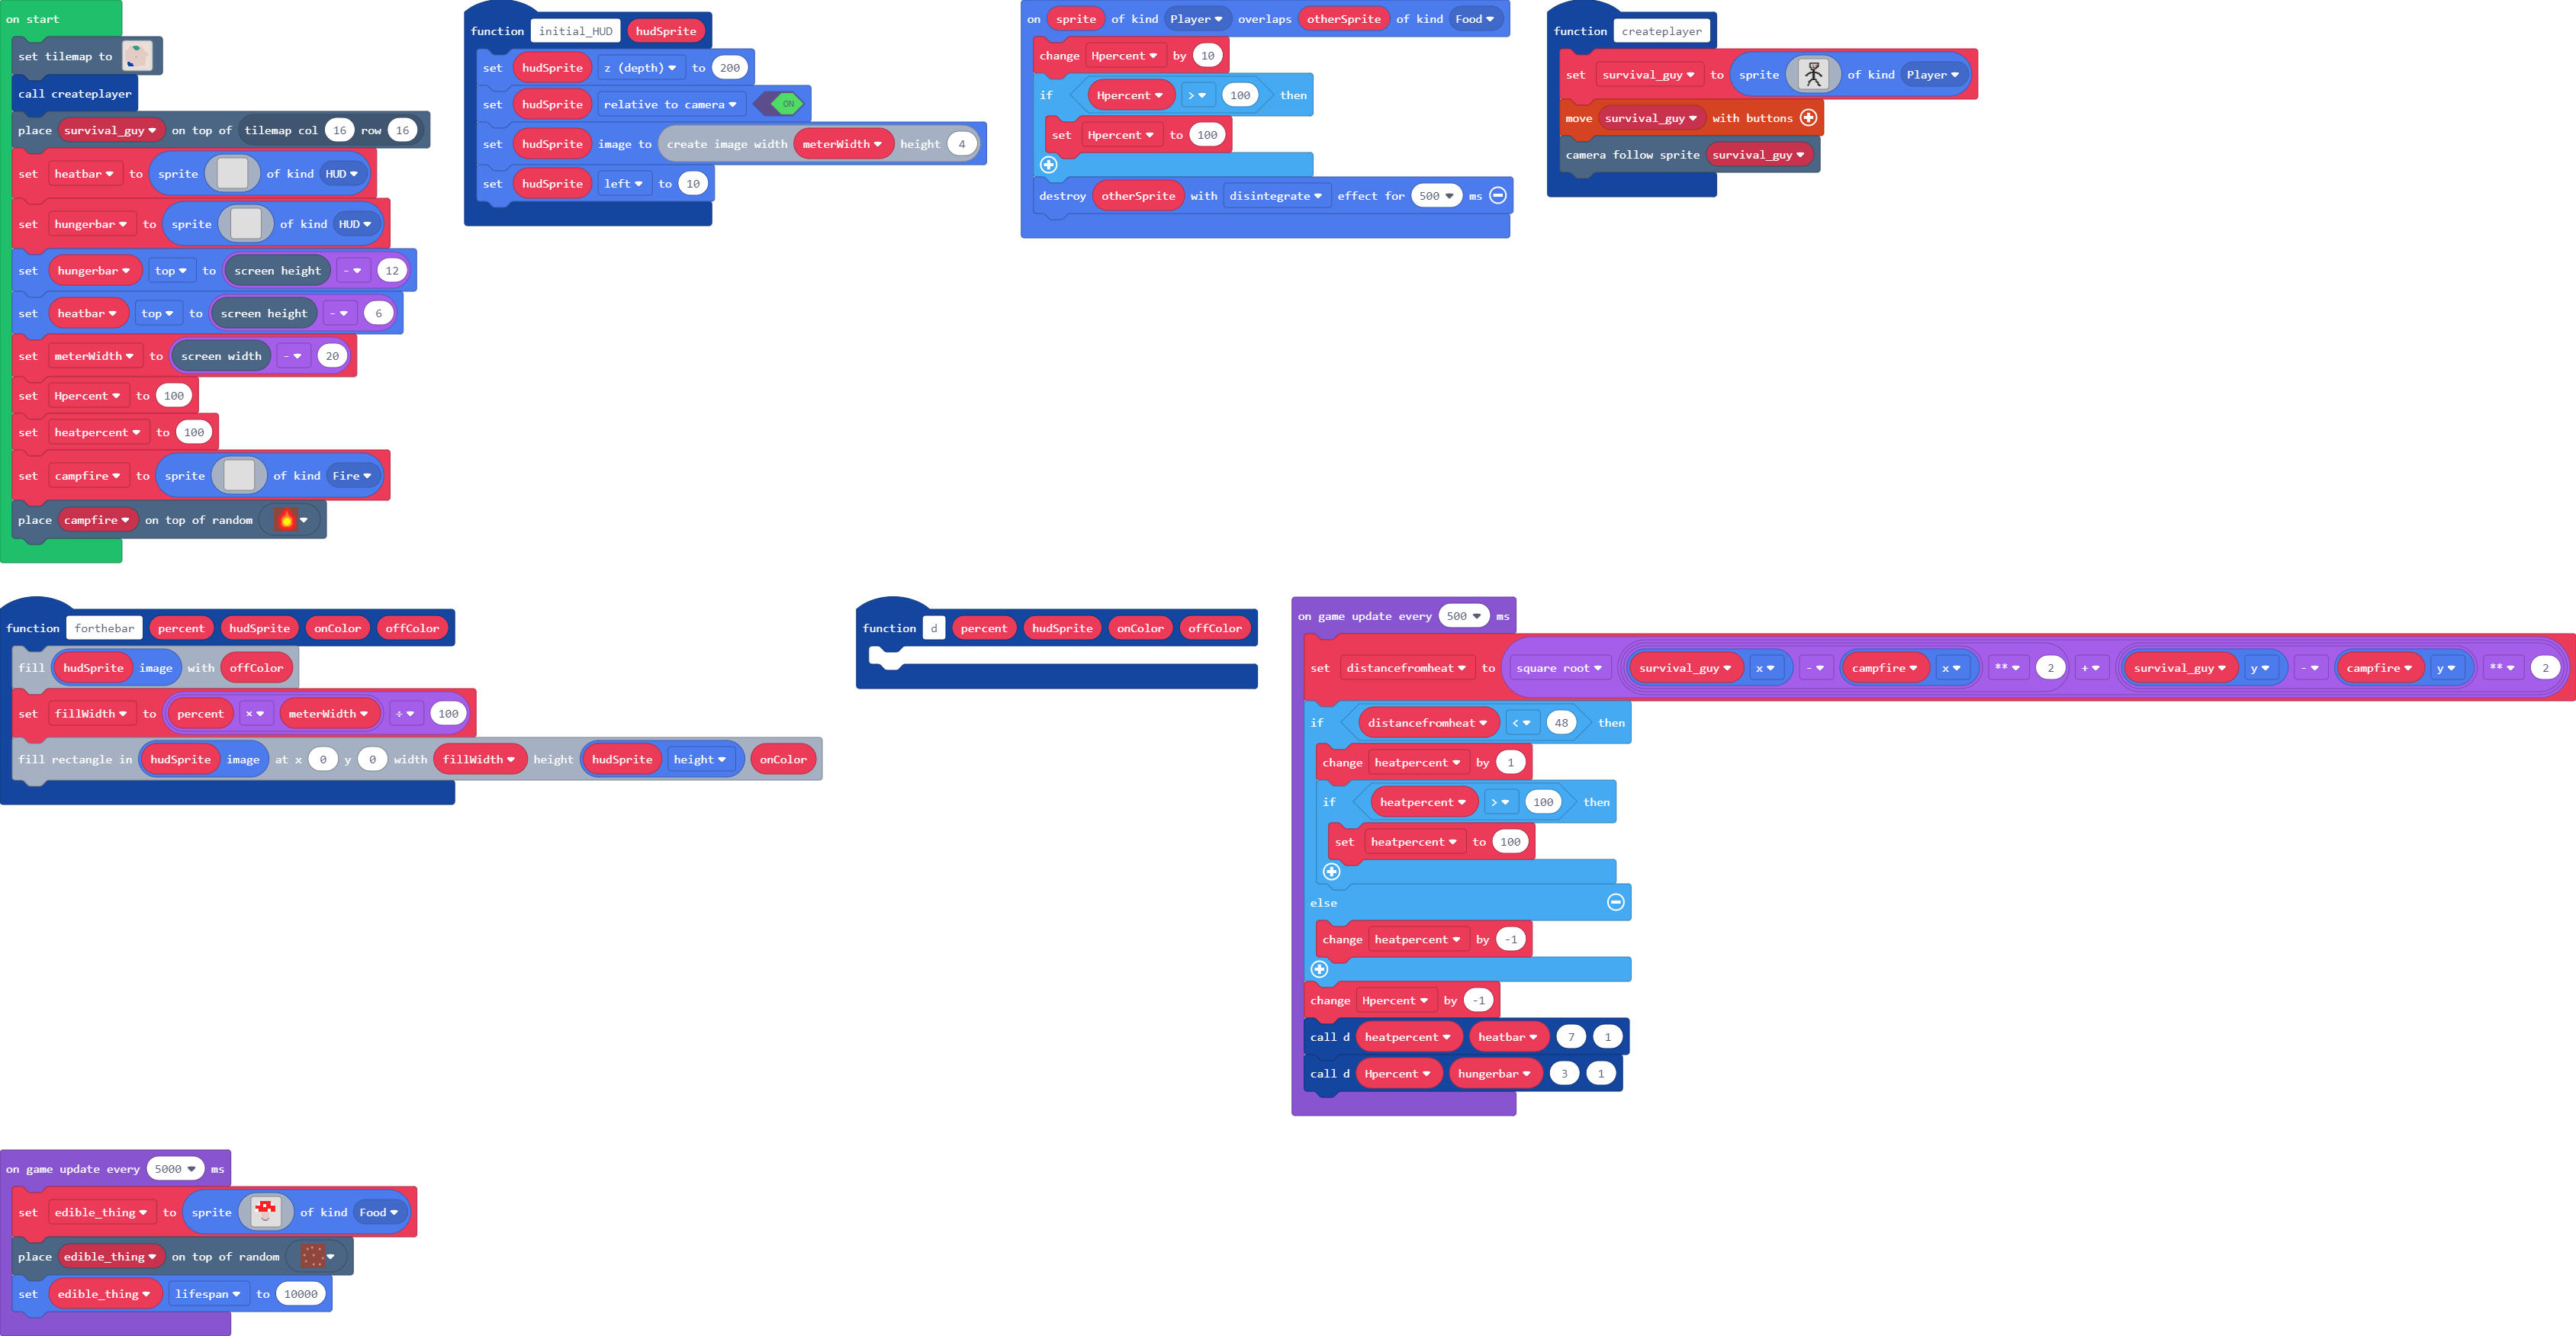 on start
set tilemap to
call createplayer
place survival_guy on top of tilemap col 16 row 16
set heatbar to sprite of kind HUD
set hungerbar to sprite of kind HUD
set hungerbar top to screen height - 12
set heatbar top to screen height - 6
set meterWidth to screen width - 20
set Hpercent to 100
set heatpercent to 100
set campfire to sprite of kind Fire
place campfire on top of random
function initial_HUD hudSprite
set hudSprite z (depth) to 200
set hudSprite relative to camera ON
set hudSprite image to create image width meterWidth height 4
set hudSprite left to 10
on sprite of kind Player overlaps otherSprite of kind Food
change Hpercent by 10
if Hpercent > 100 then
set Hpercent to 100
destroy otherSprite with disintegrate effect for 500 ms
function createplayer
set survival_guy to sprite of kind Player
move survival_guy with buttons
camera follow sprite survival_guy
function forthebar percent hudSprite onColor offColor
fill hudSprite image with offColor
set fillWidth to percent × meterWidth ÷ 100
fill rectangle in hudSprite image at x 0 y 0 width fillWidth height hudSprite height onColor
function d percent hudSprite onColor offColor
on game update every 500 ms
set distancefromheat to square root survival_guy x - campfire x ** 2 + survival_guy y - campfire y ** 2
if distancefromheat < 48 then
change heatpercent by 1
if heatpercent > 100 then
set heatpercent to 100
else
change heatpercent by -1
change Hpercent by -1
call d heatpercent heatbar 7 1
call d Hpercent hungerbar 3 1
on game update every 5000 ms
set edible_thing to sprite of kind Food
place edible_thing on top of random
set edible_thing lifespan to 10000